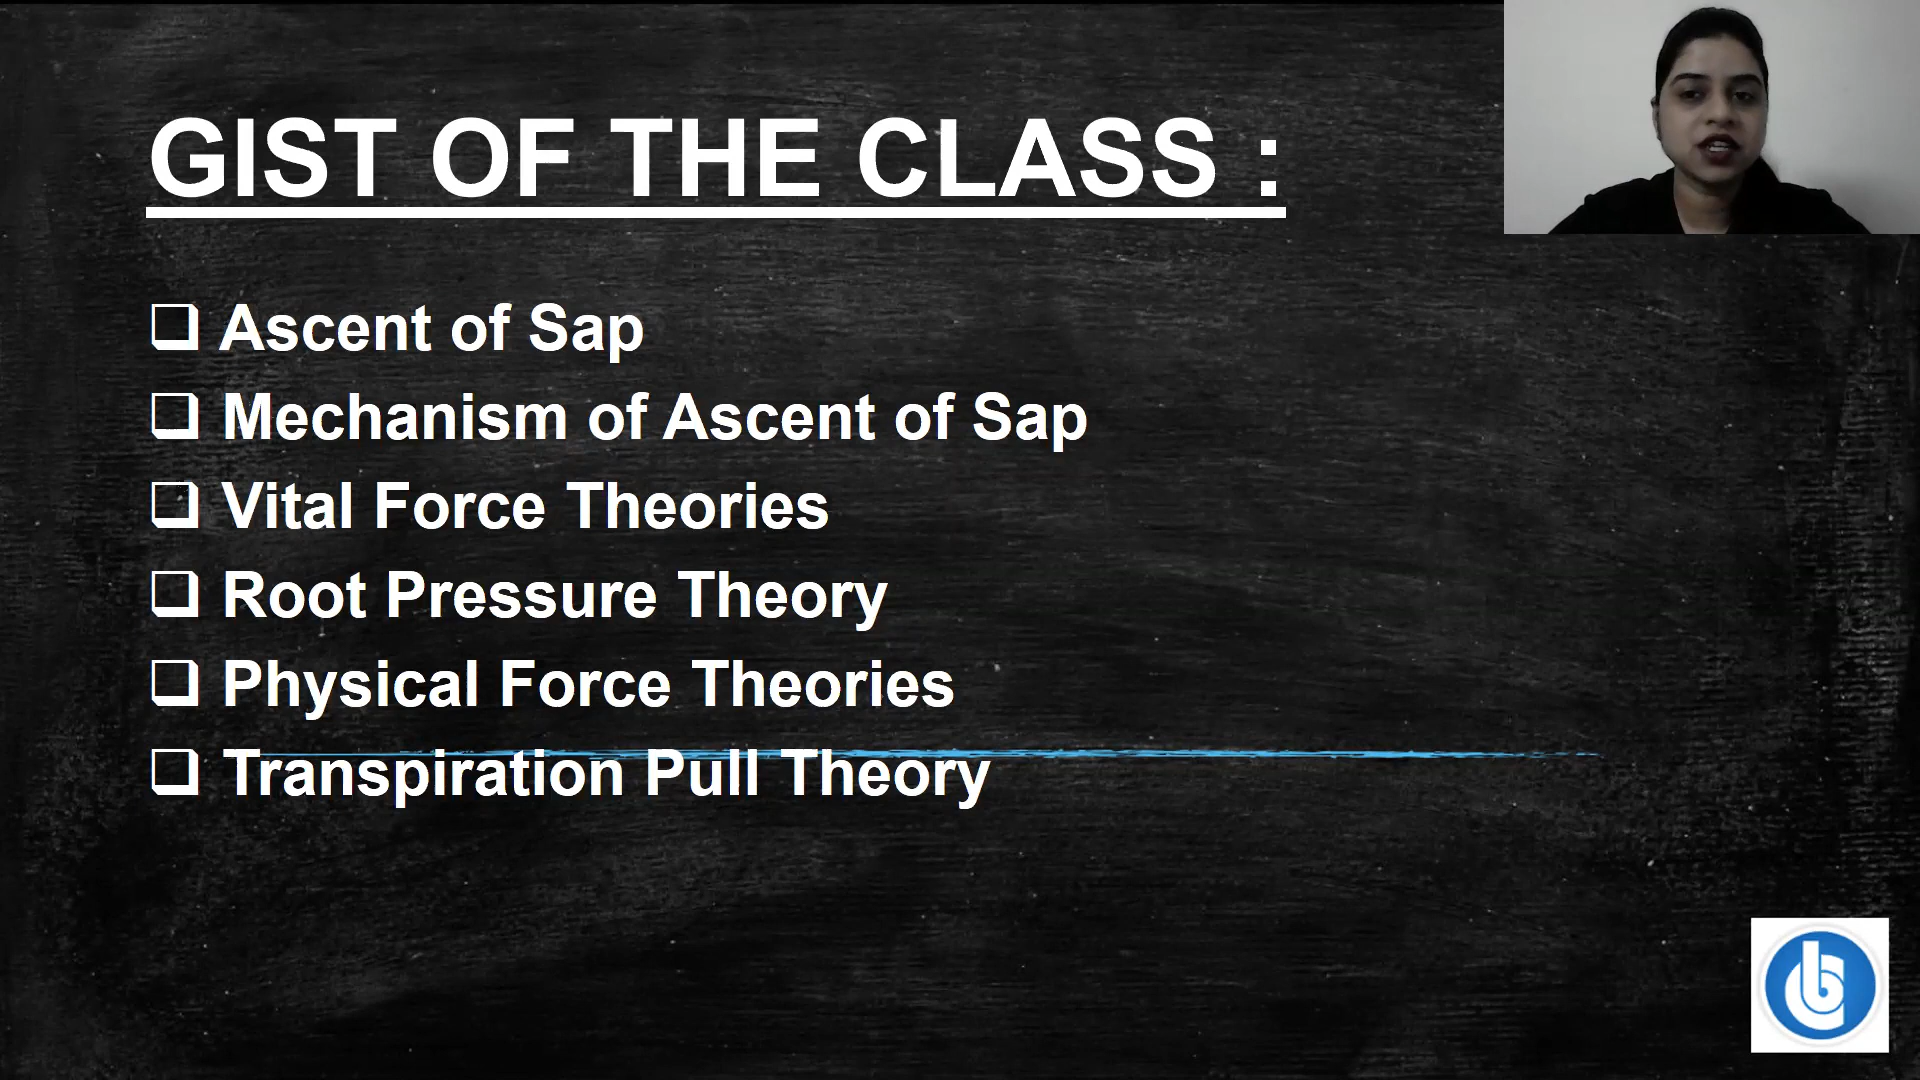 GIST OF THE CLASS :
Ascent of Sap
Mechanism of Ascent of Sap
Vital Force Theories
Root Pressure Theory
Physical Force Theories
Transpiration Pull Theory